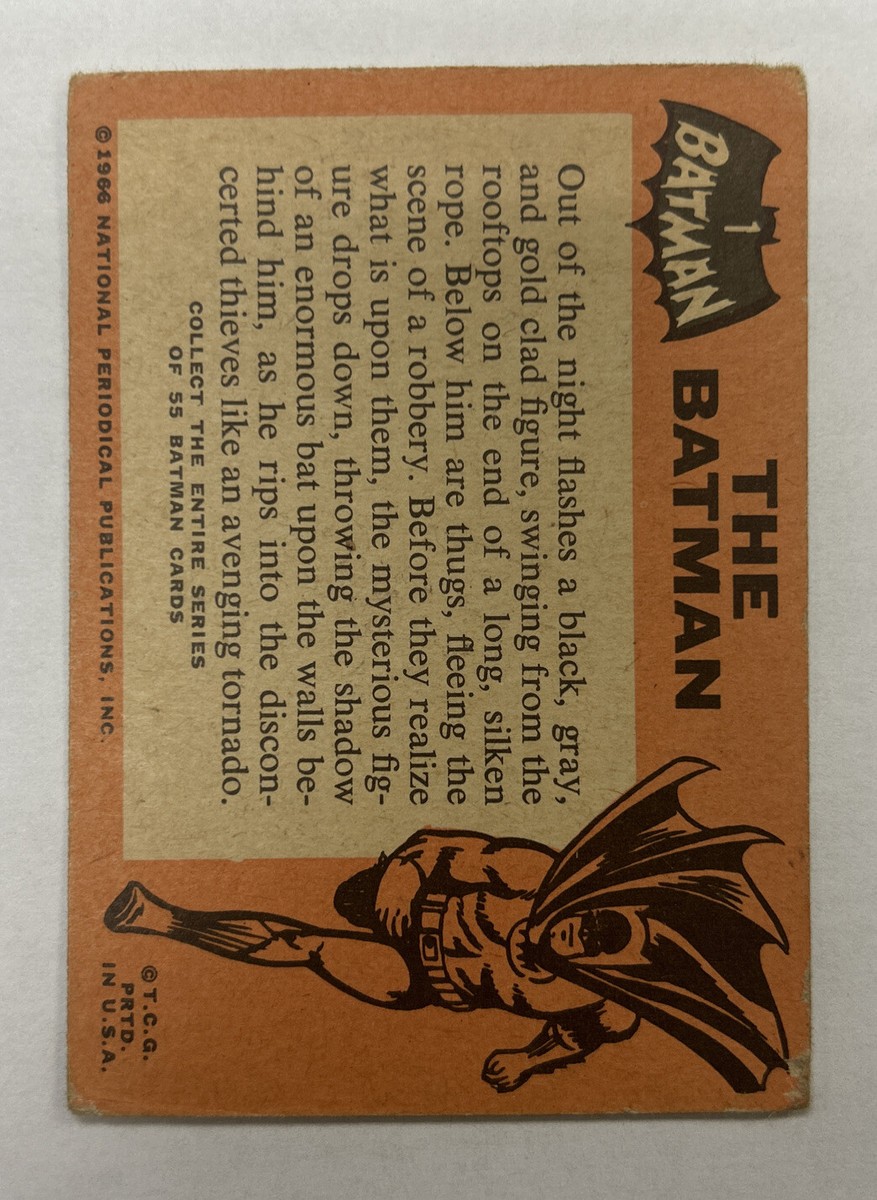 1
BATMAN
THE
BATMAN
Out of the night flashes a black, gray,
and gold clad figure, swinging from the
rooftops on the end of a long, silken
rope. Below him are thugs, fleeing the
scene of a robbery. Before they realize
what is upon them, the mysterious fig-
ure drops down, throwing the shadow
of an enormous bat upon the walls be-
hind him, as he rips into the discon-
certed thieves like an avenging tornado.
COLLECT THE ENTIRE SERIES
OF 55 BATMAN CARDS
© 1966 NATIONAL PERIODICAL PUBLICATIONS, INC.
© T.C.G.
PRTD.
IN U.S.A.